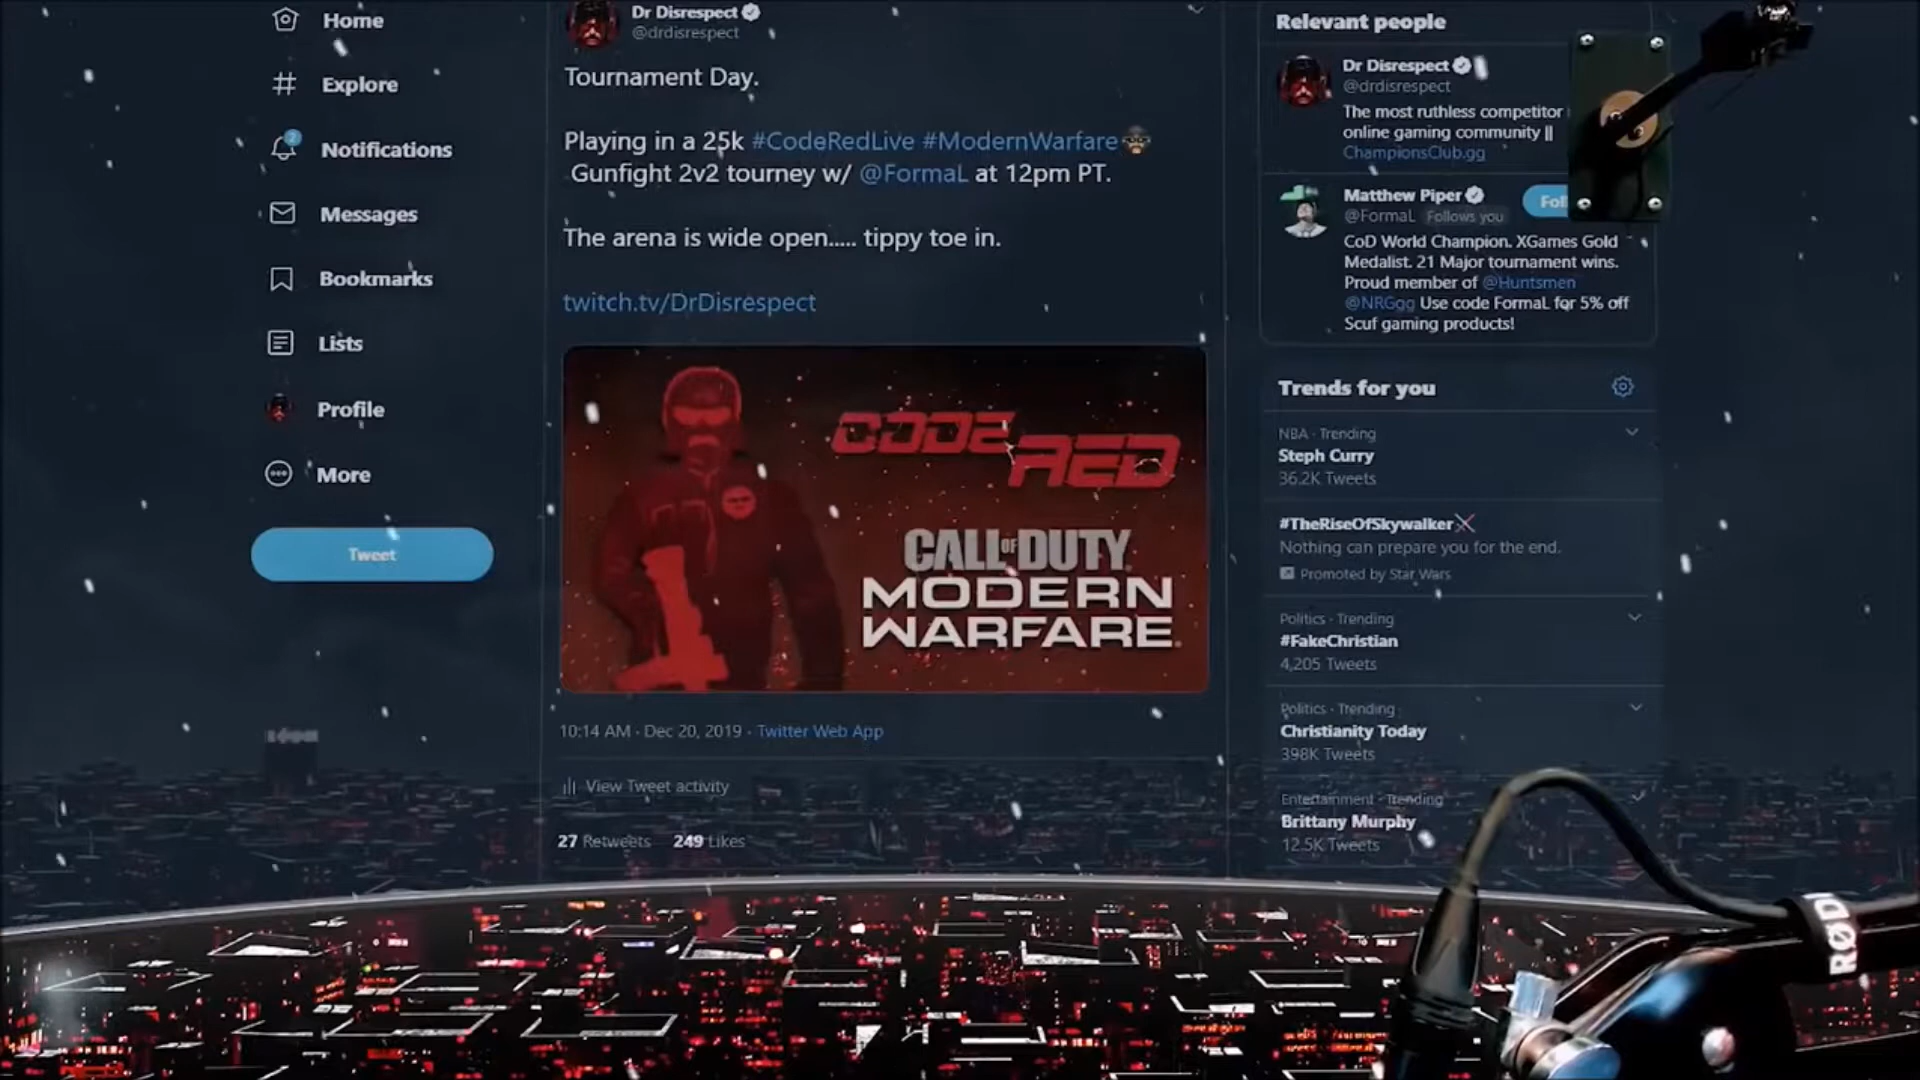 Home
Explore
2
Notifications
Messages
Bookmarks
Lists
Profile
More
Tweet
Dr Disrespect
@drdisrespect
Tournament Day.
Playing in a 25k #CodeRedLive #ModernWarfare
Gunfight 2v2 tourney w/ @FormaL at 12pm PT.
The arena is wide open..... tippy toe in.
twitch.tv/DrDisrespect
CODE
RED
CALL OF DUTY
MODERN
WARFARE
10:14 AM · Dec 20, 2019 · Twitter Web App
View Tweet activity
27 Retweets 249 Likes
Relevant people
Dr Disrespect
@drdisrespect
The most ruthless competitor
online gaming community ||
ChampionsClub.gg
Matthew Piper
@FormaL Follows you
CoD World Champion. XGames Gold
Medalist. 21 Major tournament wins.
Proud member of @Huntsmen
@NRGgg Use code FormaL for 5% off
Scuf gaming products!
Trends for you
NBA · Trending
Steph Curry
36.2K Tweets
#TheRiseOfSkywalker
Nothing can prepare you for the end.
Promoted by Star Wars
Politics · Trending
#FakeChristian
4,205 Tweets
Politics · Trending
Christianity Today
398K Tweets
Entertainment · Trending
Brittany Murphy
12.5K Tweets
RØDE